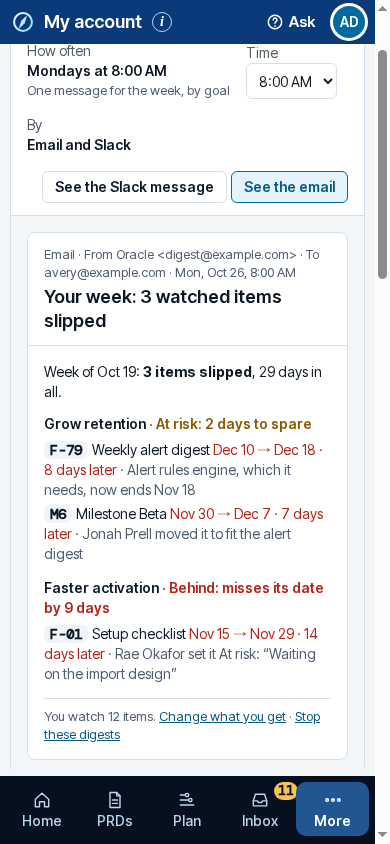 My account i Ask AD
How often
Mondays at 8:00 AM
One message for the week, by goal
Time
8:00 AM
By
Email and Slack
See the Slack message See the email
Email · From Oracle <digest@example.com> · To
avery@example.com · Mon, Oct 26, 8:00 AM
Your week: 3 watched items
slipped
Week of Oct 19: 3 items slipped, 29 days in
all.
Grow retention · At risk: 2 days to spare
F-79 Weekly alert digest Dec 10 → Dec 18 ·
8 days later · Alert rules engine, which it
needs, now ends Nov 18
M6 Milestone Beta Nov 30 → Dec 7 · 7 days
later · Jonah Prell moved it to fit the alert
digest
Faster activation · Behind: misses its date
by 9 days
F-01 Setup checklist Nov 15 → Nov 29 · 14
days later · Rae Okafor set it At risk: “Waiting
on the import design”
You watch 12 items. Change what you get · Stop
these digests
11
Home PRDs Plan Inbox More